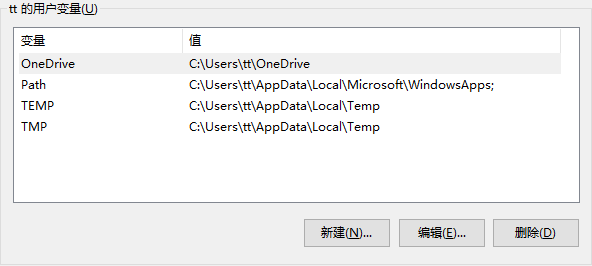 tt 的用户变量(U)
变量 值
OneDrive C:\Users\tt\OneDrive
Path C:\Users\tt\AppData\Local\Microsoft\WindowsApps;
TEMP C:\Users\tt\AppData\Local\Temp
TMP C:\Users\tt\AppData\Local\Temp
新建(N)... 编辑(E)... 删除(D)